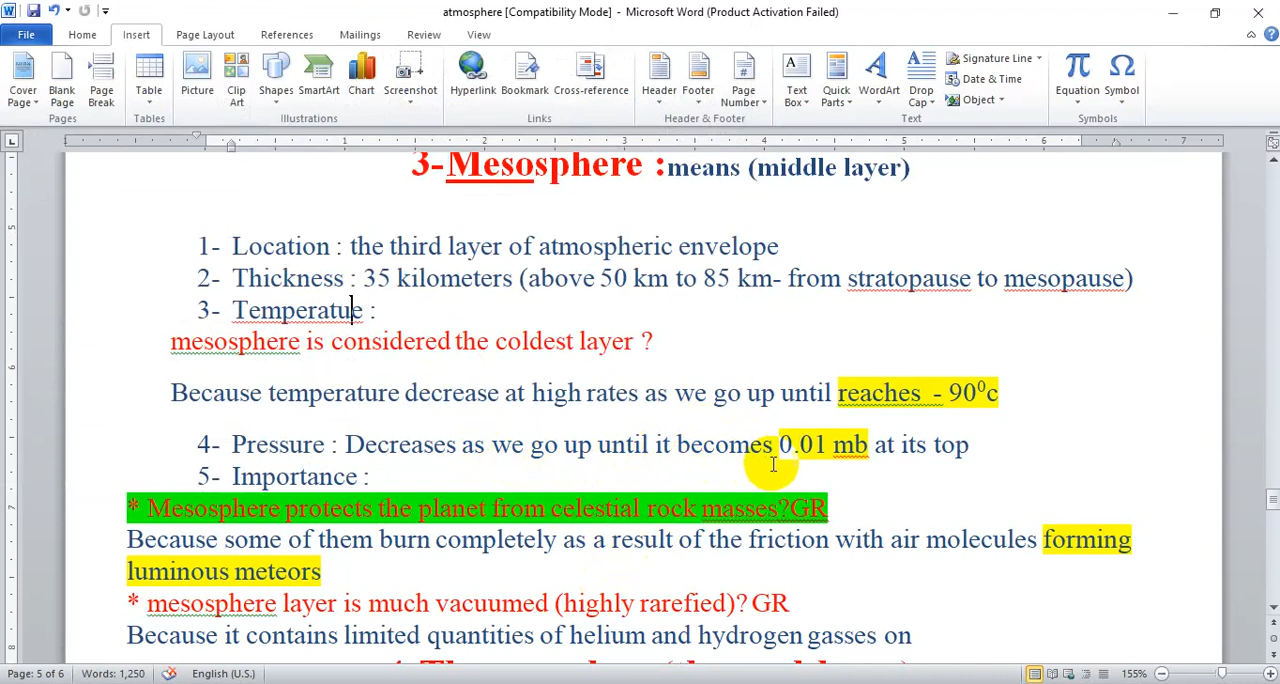 atmosphere [Compatibility Mode] - Microsoft Word (Product Activation Failed)
File Home Insert Page Layout References Mailings Review View
Cover Page Blank Page Page Break Table Picture Clip Art Shapes SmartArt Chart Screenshot Hyperlink Bookmark Cross-reference Header Footer Page Number Text Box Quick Parts WordArt Drop Cap Signature Line Date & Time Object Equation Symbol
Pages Tables Illustrations Links Header & Footer Text Symbols
1 2 3 4 5 6 7
3-Mesosphere :means (middle layer)
1- Location : the third layer of atmospheric envelope
2- Thickness : 35 kilometers (above 50 km to 85 km- from stratopause to mesopause)
3- Temperatue :
mesosphere is considered the coldest layer ?
Because temperature decrease at high rates as we go up until reaches - 90⁰c
4- Pressure : Decreases as we go up until it becomes 0.01 mb at its top
5- Importance :
* Mesosphere protects the planet from celestial rock masses?GR
Because some of them burn completely as a result of the friction with air molecules forming
luminous meteors
* mesosphere layer is much vacuumed (highly rarefied)? GR
Because it contains limited quantities of helium and hydrogen gasses on
Page: 5 of 6 Words: 1,250 English (U.S.) 155%